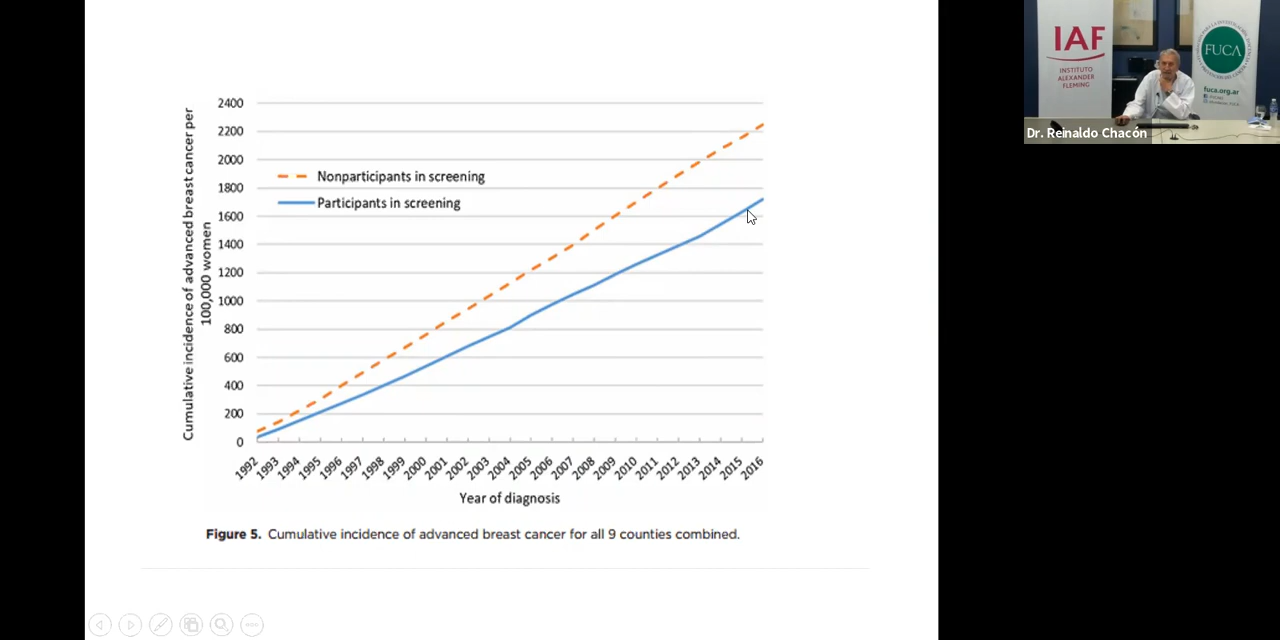 2400
2200
2000
1800
1600
1400
1200
1000
800
600
400
200
0
Cumulative incidence of advanced breast cancer per
100,000 women
Nonparticipants in screening
Participants in screening
1992
1993
1994
1995
1996
1997
1998
1999
2000
2001
2002
2003
2004
2005
2006
2007
2008
2009
2010
2011
2012
2013
2014
2015
2016
Year of diagnosis
Figure 5. Cumulative incidence of advanced breast cancer for all 9 counties combined.
IAF
INSTITUTO
ALEXANDER
FLEMING
FUCA
fuca.org.ar
Dr. Reinaldo Chacón